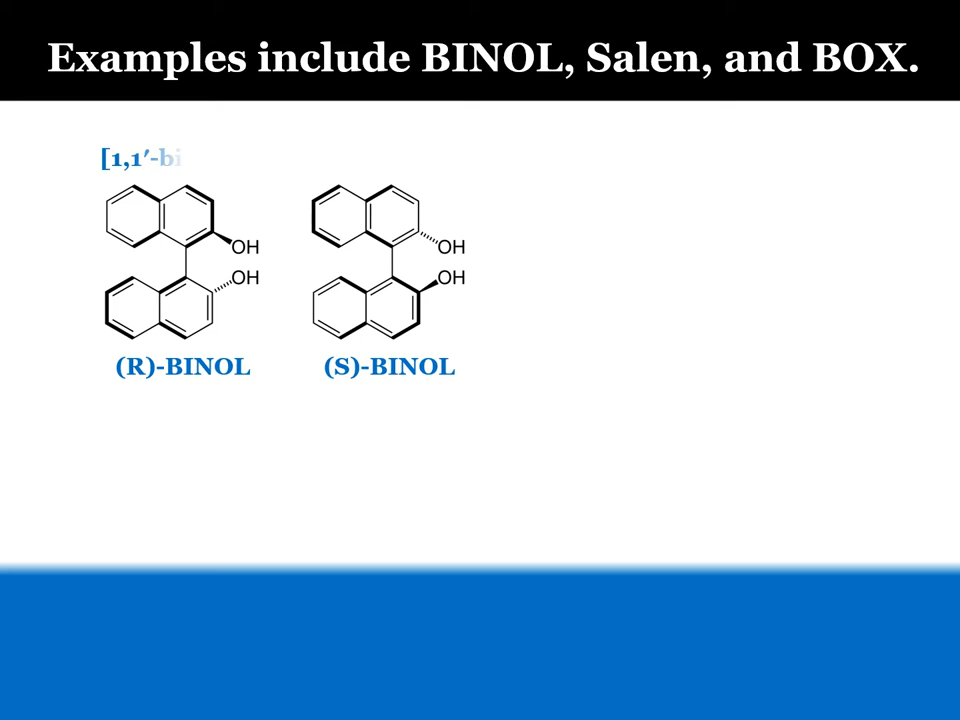 Examples include BINOL, Salen, and BOX.
[1,1′-bi
OH
OH
OH
OH
(R)-BINOL
(S)-BINOL